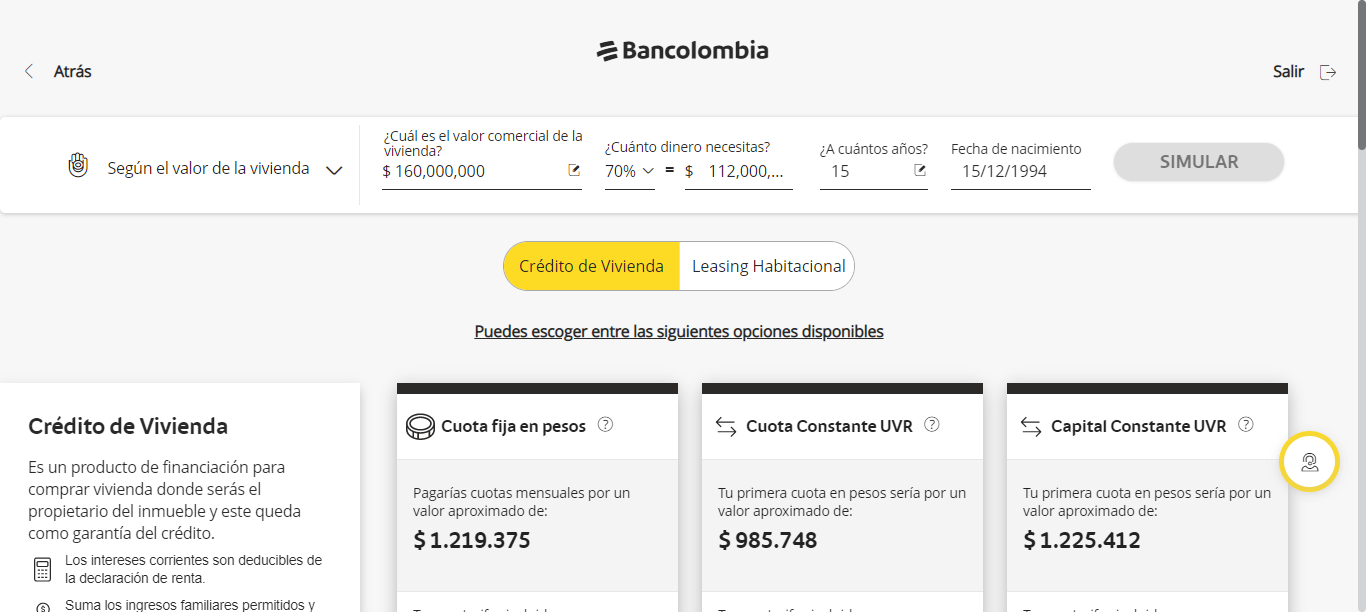 Bancolombia
Atrás
Salir
Según el valor de la vivienda
¿Cuál es el valor comercial de la
vivienda?
$ 160,000,000
¿Cuánto dinero necesitas?
70% = $ 112,000,...
¿A cuántos años?
15
Fecha de nacimiento
15/12/1994
SIMULAR
Crédito de Vivienda
Leasing Habitacional
Puedes escoger entre las siguientes opciones disponibles
Crédito de Vivienda
Es un producto de financiación para
comprar vivienda donde serás el
propietario del inmueble y este queda
como garantía del crédito.
Los intereses corrientes son deducibles de
la declaración de renta.
Suma los ingresos familiares permitidos y
Cuota fija en pesos ?
Pagarías cuotas mensuales por un
valor aproximado de:
$ 1.219.375
Cuota Constante UVR ?
Tu primera cuota en pesos sería por un
valor aproximado de:
$ 985.748
Capital Constante UVR ?
Tu primera cuota en pesos sería por un
valor aproximado de:
$ 1.225.412